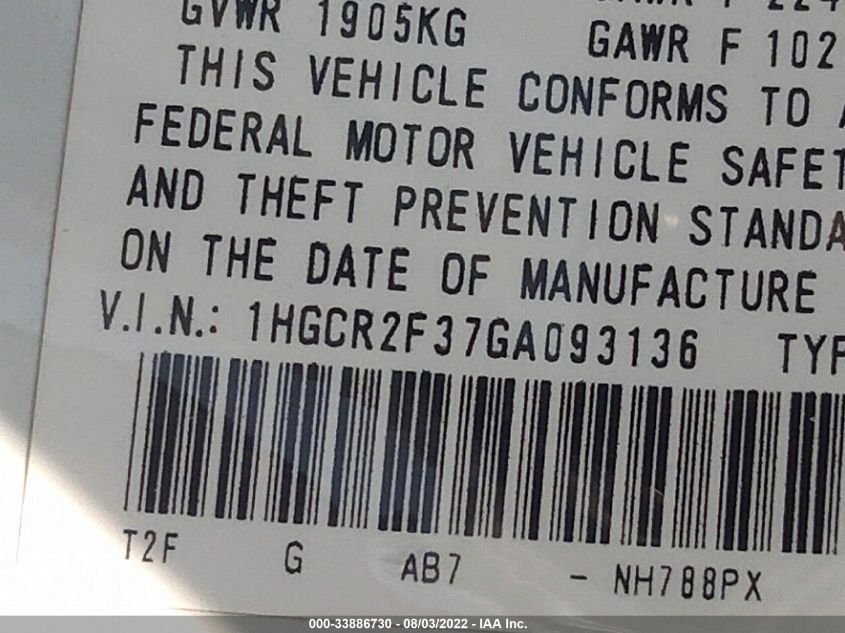 GVWR 1905KG GAWR F 102
THIS VEHICLE CONFORMS TO
FEDERAL MOTOR VEHICLE SAFET
AND THEFT PREVENTION STANDA
ON THE DATE OF MANUFACTURE
V.I.N.: 1HGCR2F37GA093136 TYP
T2F G AB7 - NH788PX
000-33886730 - 08/03/2022 - IAA Inc.